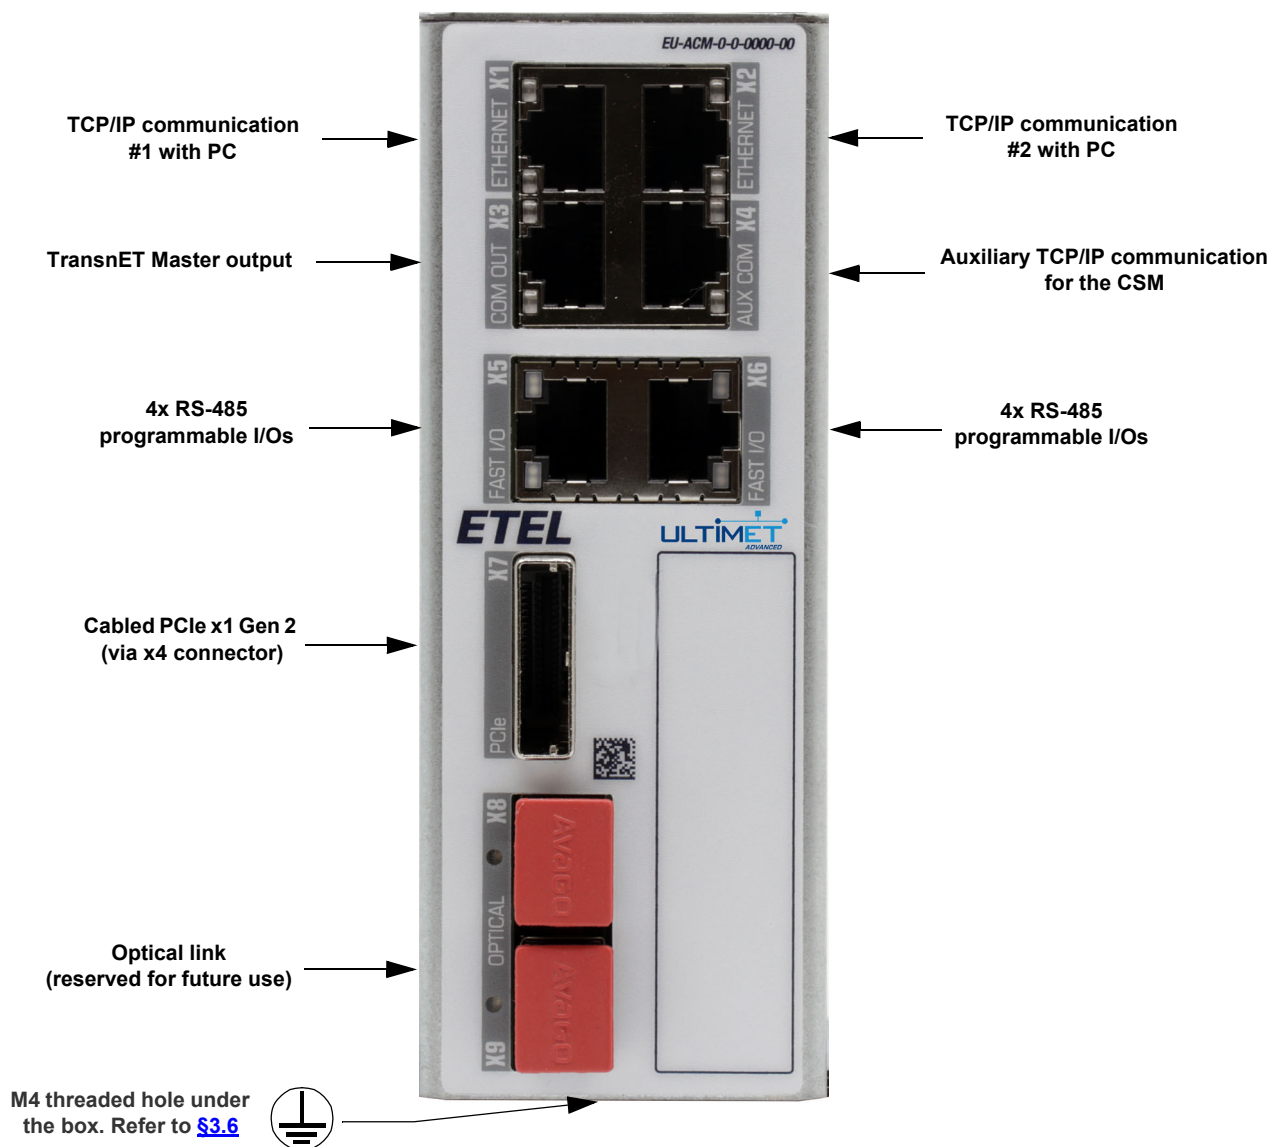 EU-ACM-0-0-0000-00
TCP/IP communication
#1 with PC
X1
ETHERNET
X2
ETHERNET
TCP/IP communication
#2 with PC
TransnET Master output
X3
COM OUT
X4
AUX COM
Auxiliary TCP/IP communication
for the CSM
4x RS-485
programmable I/Os
X5
FAST I/O
X6
FAST I/O
4x RS-485
programmable I/Os
ETEL
ULTIMET
ADVANCED
Cabled PCIe x1 Gen 2
(via x4 connector)
X7
PCIe
X8
AVAGO
Optical link
(reserved for future use)
OPTICAL
X9
AVAGO
M4 threaded hole under
the box. Refer to §3.6